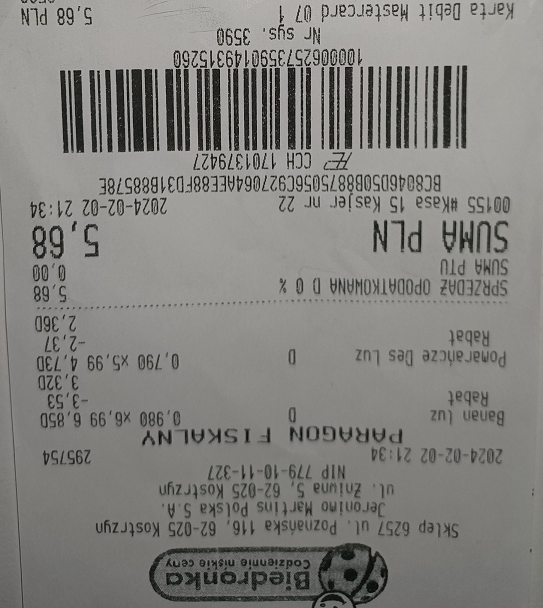 Biedronka
Codziennie niskie ceny
Sklep 6257 ul. Poznańska 116, 62-025 Kostrzyn
Jeronimo Martins Polska S.A.
ul. Żniwna 5, 62-025 Kostrzyn
NIP 779-10-11-327
2024-02-02 21:34 295754
PARAGON FISKALNY
Banan luz D 0,980 x6,99 6,85D
Rabat -3,53
3,32D
Pomarańcze Des Luz D 0,790 x5,99 4,73D
Rabat -2,37
2,36D
SPRZEDAŻ OPODATKOWANA D 0 % 5,68
SUMA PTU 0,00
SUMA PLN 5,68
00155 #Kasa 15 Kasjer nr 22 2024-02-02 21:34
BC8046D50B8875056C927064AEE88FD31B88578E
CCH 1701379427
1000062573590149315260
Nr sys. 3590
Karta Debit Mastercard 07 1 5,68 PLN